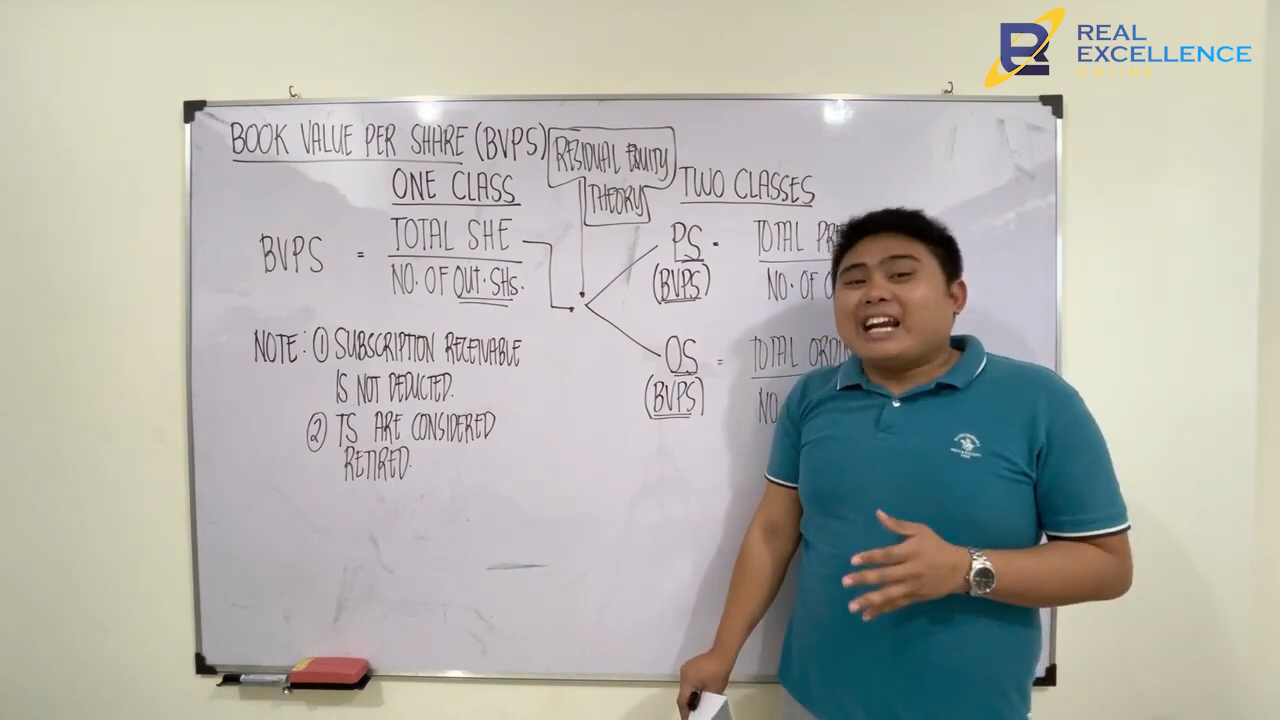 REAL
EXCELLENCE
ONLINE
BOOK VALUE PER SHARE (BVPS)
RESIDUAL EQUITY
THEORY
ONE CLASS
BVPS = TOTAL SHE
NO. OF OUT. SHS.
NOTE: ① SUBSCRIPTION RECEIVABLE
IS NOT DEDUCTED.
② TS ARE CONSIDERED
RETIRED.
TWO CLASSES
PS = TOTAL
NO. OF
(BVPS)
OS = TOTAL
NO.
(BVPS)